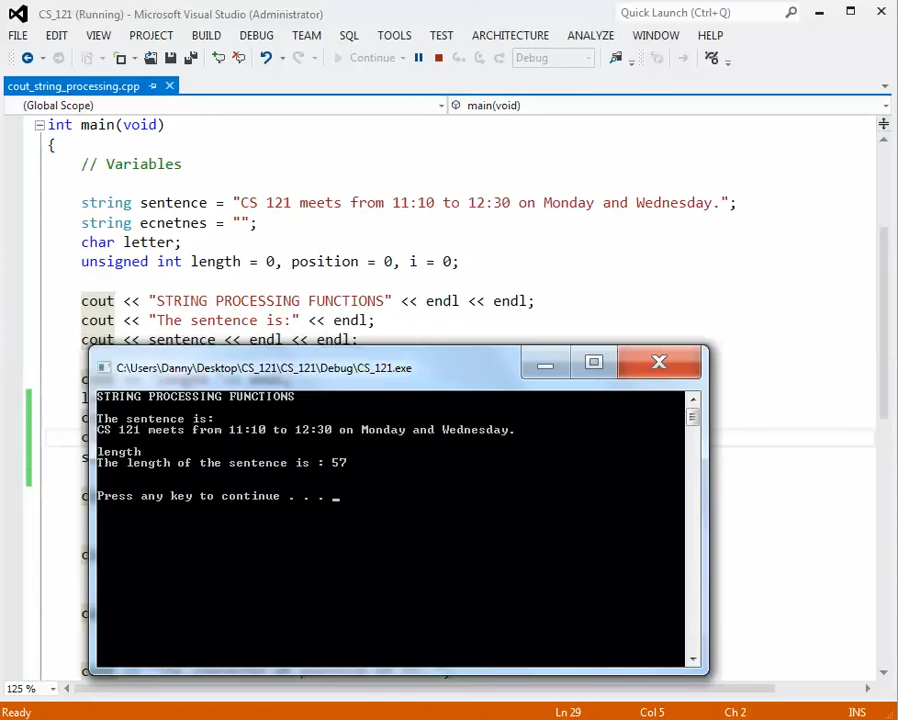 CS_121 (Running) - Microsoft Visual Studio (Administrator)
Quick Launch (Ctrl+Q)
FILE EDIT VIEW PROJECT BUILD DEBUG TEAM SQL TOOLS TEST ARCHITECTURE ANALYZE WINDOW HELP
Continue Debug
cout_string_processing.cpp
(Global Scope) main(void)
int main(void)
{
// Variables
string sentence = "CS 121 meets from 11:10 to 12:30 on Monday and Wednesday.";
string ecnetnes = "";
char letter;
unsigned int length = 0, position = 0, i = 0;
cout << "STRING PROCESSING FUNCTIONS" << endl << endl;
cout << "The sentence is:" << endl;
cout << sentence << endl << endl;
C:\Users\Danny\Desktop\CS_121\CS_121\Debug\CS_121.exe
STRING PROCESSING FUNCTIONS
The sentence is:
CS 121 meets from 11:10 to 12:30 on Monday and Wednesday.
length
The length of the sentence is : 57
Press any key to continue . . . _
125 %
Ready Ln 29 Col 5 Ch 2 INS